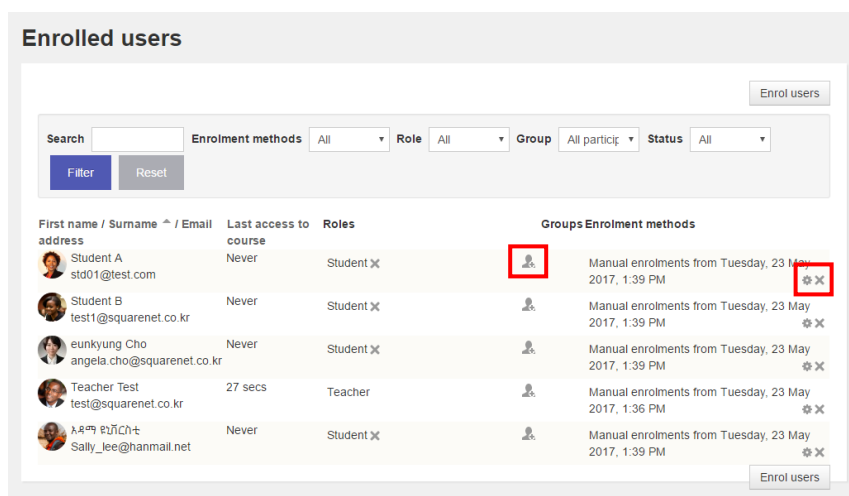 Enrolled users
Enrol users
Search Enrolment methods All Role All Group All particip Status All
Filter Reset
First name / Surname / Email address Last access to course Roles Groups Enrolment methods
Student A Never
std01@test.com Student Manual enrolments from Tuesday, 23 May
2017, 1:39 PM
Student B Never
test1@squarenet.co.kr Student Manual enrolments from Tuesday, 23 May
2017, 1:39 PM
eunkyung Cho Never
angela.cho@squarenet.co.kr Student Manual enrolments from Tuesday, 23 May
2017, 1:39 PM
Teacher Test 27 secs
test@squarenet.co.kr Teacher Manual enrolments from Tuesday, 23 May
2017, 1:36 PM
አዳማ ዩኒቨርስቲ Never
Sally_lee@hanmail.net Student Manual enrolments from Tuesday, 23 May
2017, 1:39 PM
Enrol users